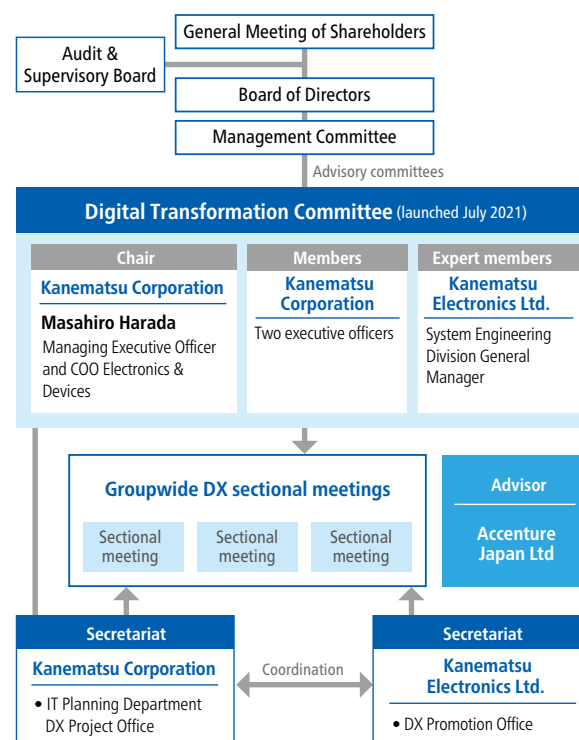 General Meeting of Shareholders
Audit &
Supervisory Board
Board of Directors
Management Committee
Advisory committees
Digital Transformation Committee (launched July 2021)
Chair
Kanematsu Corporation
Masahiro Harada
Managing Executive Officer
and COO Electronics &
Devices
Members
Kanematsu
Corporation
Two executive officers
Expert members
Kanematsu
Electronics Ltd.
System Engineering
Division General
Manager
Groupwide DX sectional meetings
Sectional
meeting
Sectional
meeting
Sectional
meeting
Advisor
Accenture
Japan Ltd
Secretariat
Kanematsu Corporation
• IT Planning Department
DX Project Office
Coordination
Secretariat
Kanematsu
Electronics Ltd.
• DX Promotion Office